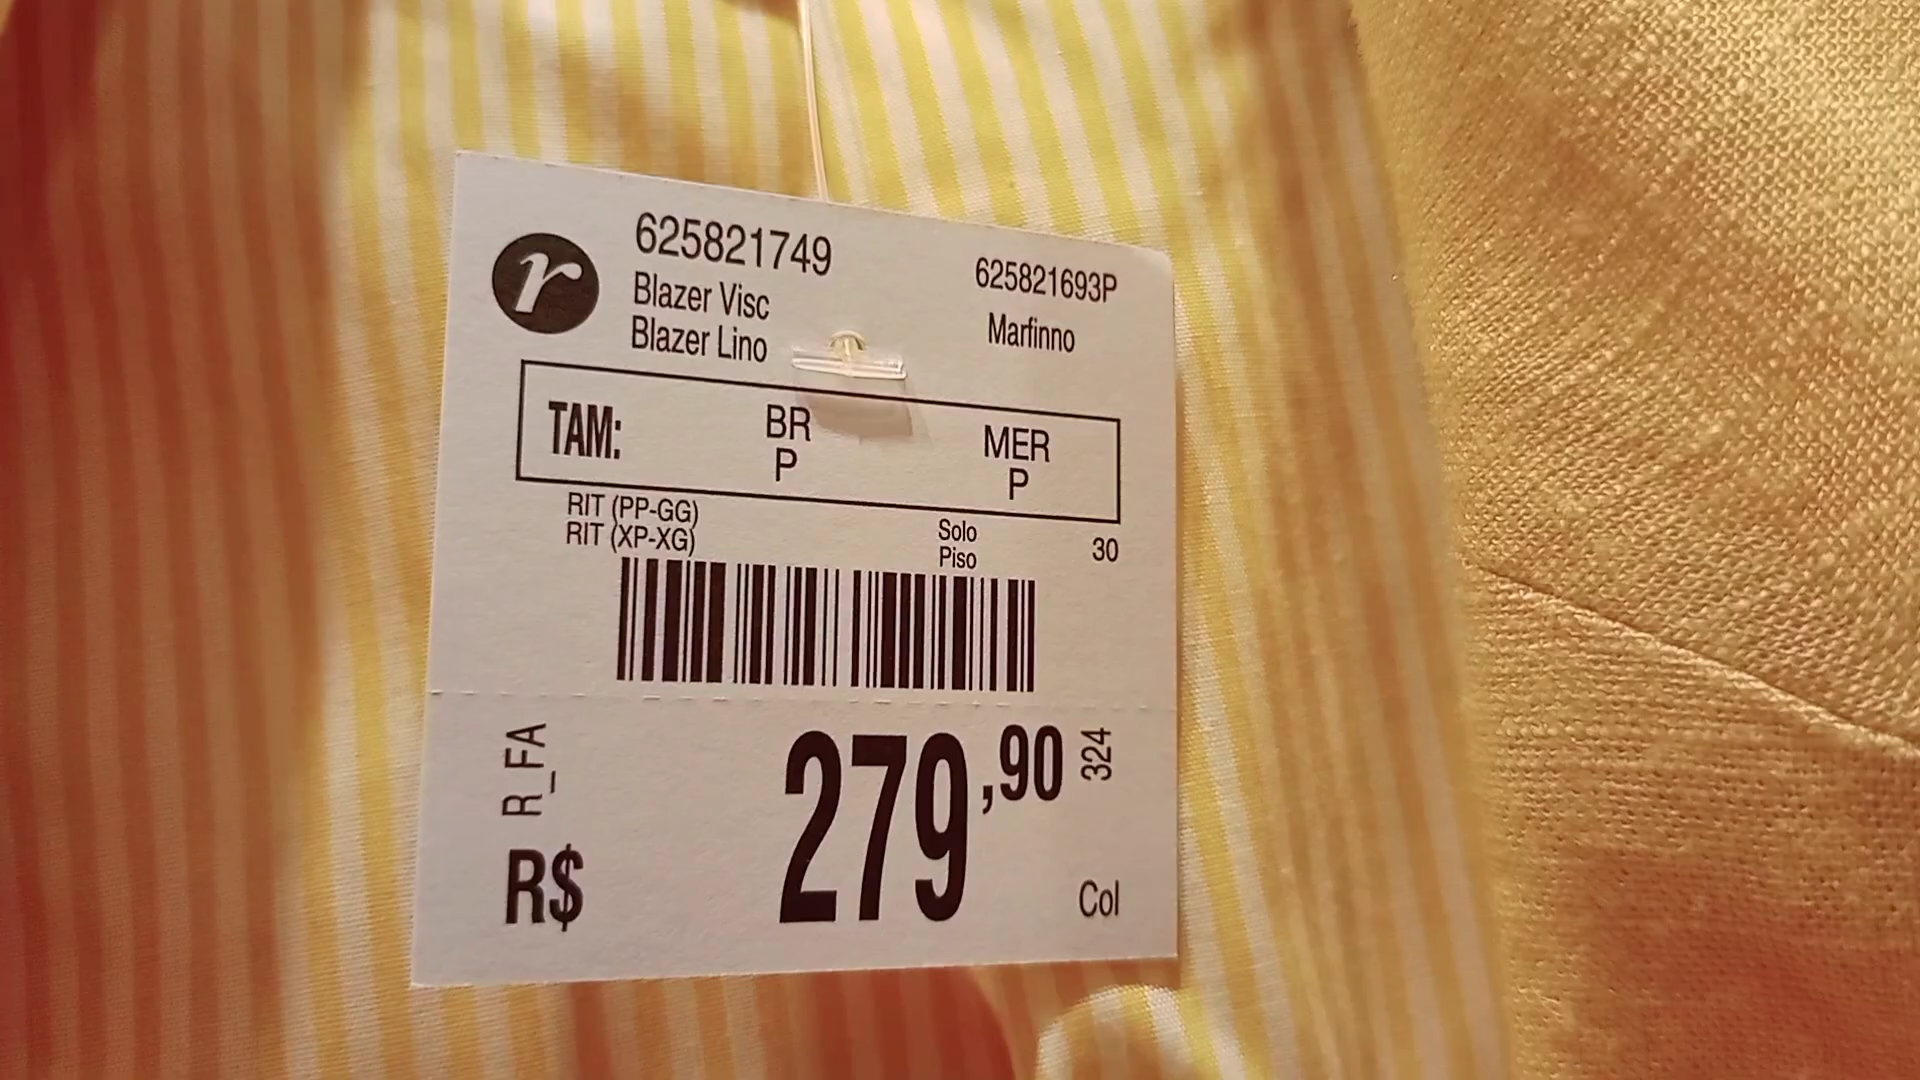 r
625821749
625821693P
Blazer Visc
Marfinno
Blazer Lino
TAM:
BR
MER
P
P
RIT (PP-GG)
Solo
RIT (XP-XG)
Piso
30
R_FA
R$
279,90
324
Col